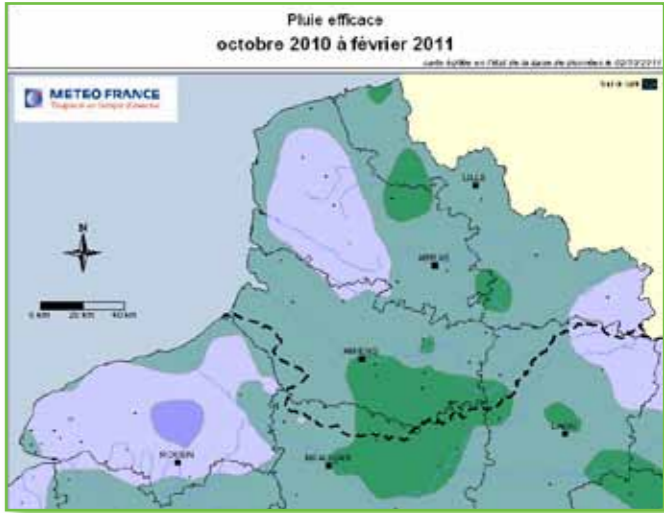 Pluie efficace
octobre 2010 à février 2011
METEO FRANCE
LILLE
ARRAS
N
0 km 20 km 40 km
AMIENS
LAON
ROUEN
BEAUVAIS